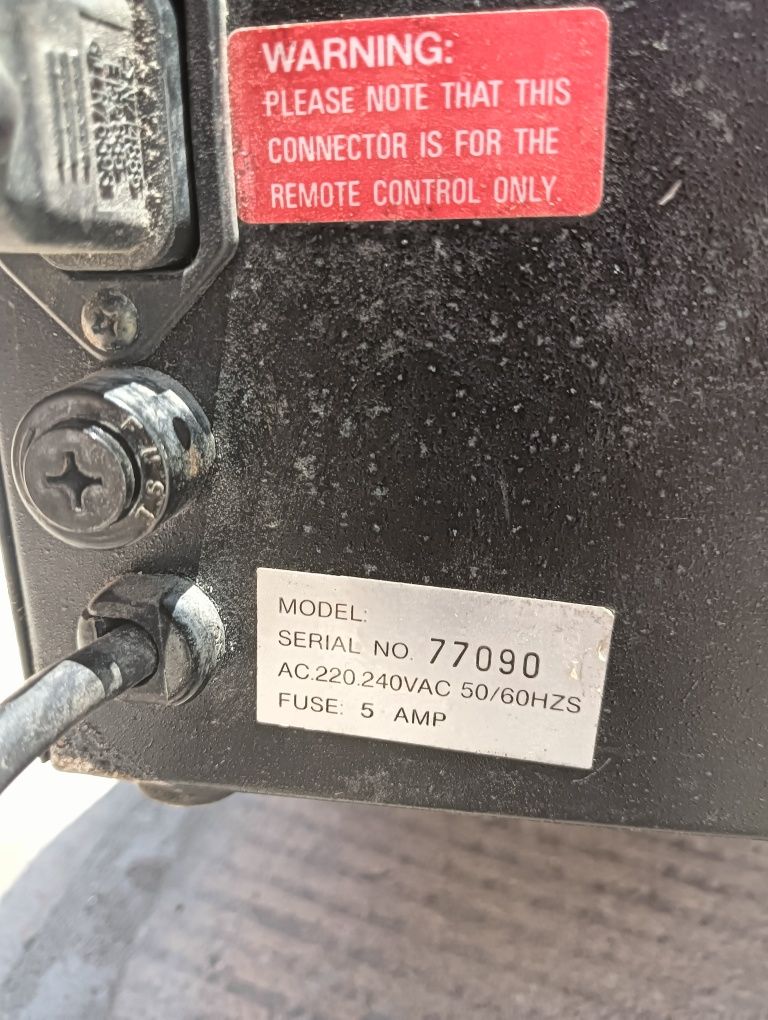 WARNING:
PLEASE NOTE THAT THIS
CONNECTOR IS FOR THE
REMOTE CONTROL ONLY.
MODEL:
SERIAL NO. 77090
AC.220.240VAC 50/60HZS
FUSE: 5 AMP